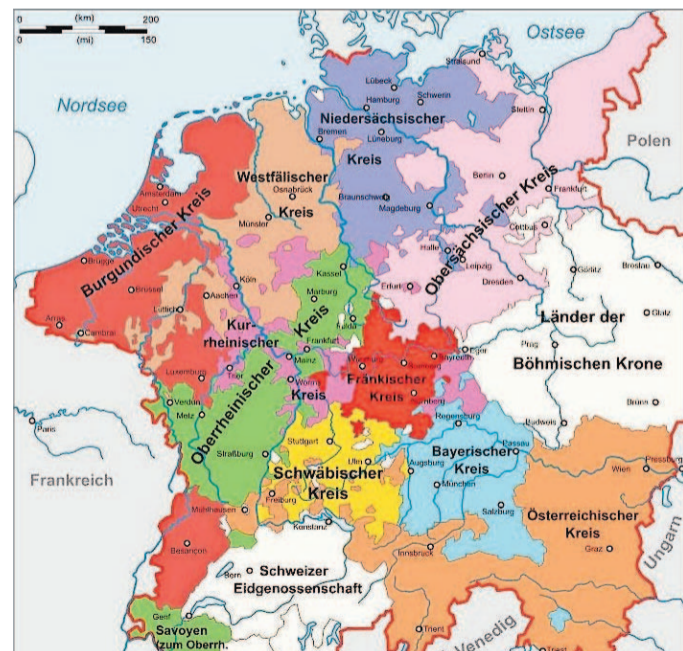 0 (km) 200
0 (mi) 150
Nordsee
Ostsee
Stralsund
Lübeck
Hamburg
Schwerin
Stettin
Niedersächsischer
Kreis
Bremen
Lüneburg
Polen
Westfälischer
Kreis
Osnabrück
Berlin
Frankfurt
Amsterdam
Utrecht
Braunschweig
Magdeburg
Obersächsischer Kreis
Münster
Cottbus
Burgundischer Kreis
Halle
Leipzig
Görlitz
Breslau
Brügge
Kassel
Dresden
Köln
Erfurt
Brüssel
Aachen
Marburg
Lüttich
Länder der
Böhmischen Krone
Glatz
Arras
Cambrai
Kur-
rheinischer
Kreis
Fulda
Frankfurt
Eger
Prag
Mainz
Würzburg
Bayreuth
Bamberg
Trier
Worms
Fränkischer
Kreis
Luxemburg
Nürnberg
Brünn
Verdun
Metz
Oberrheinischer Kreis
Regensburg
Budweis
Paris
Stuttgart
Straßburg
Schwäbischer
Kreis
Ulm
Augsburg
Bayerischer
Kreis
Passau
Pressburg
Wien
München
Frankreich
Freiburg
Mühlhausen
Salzburg
Österreichischer
Kreis
Konstanz
Besançon
Innsbruck
Graz
Ungarn
Bern
Schweizer
Eidgenossenschaft
Genf
Savoyen
(zum Oberrh.
Trient
Venedig